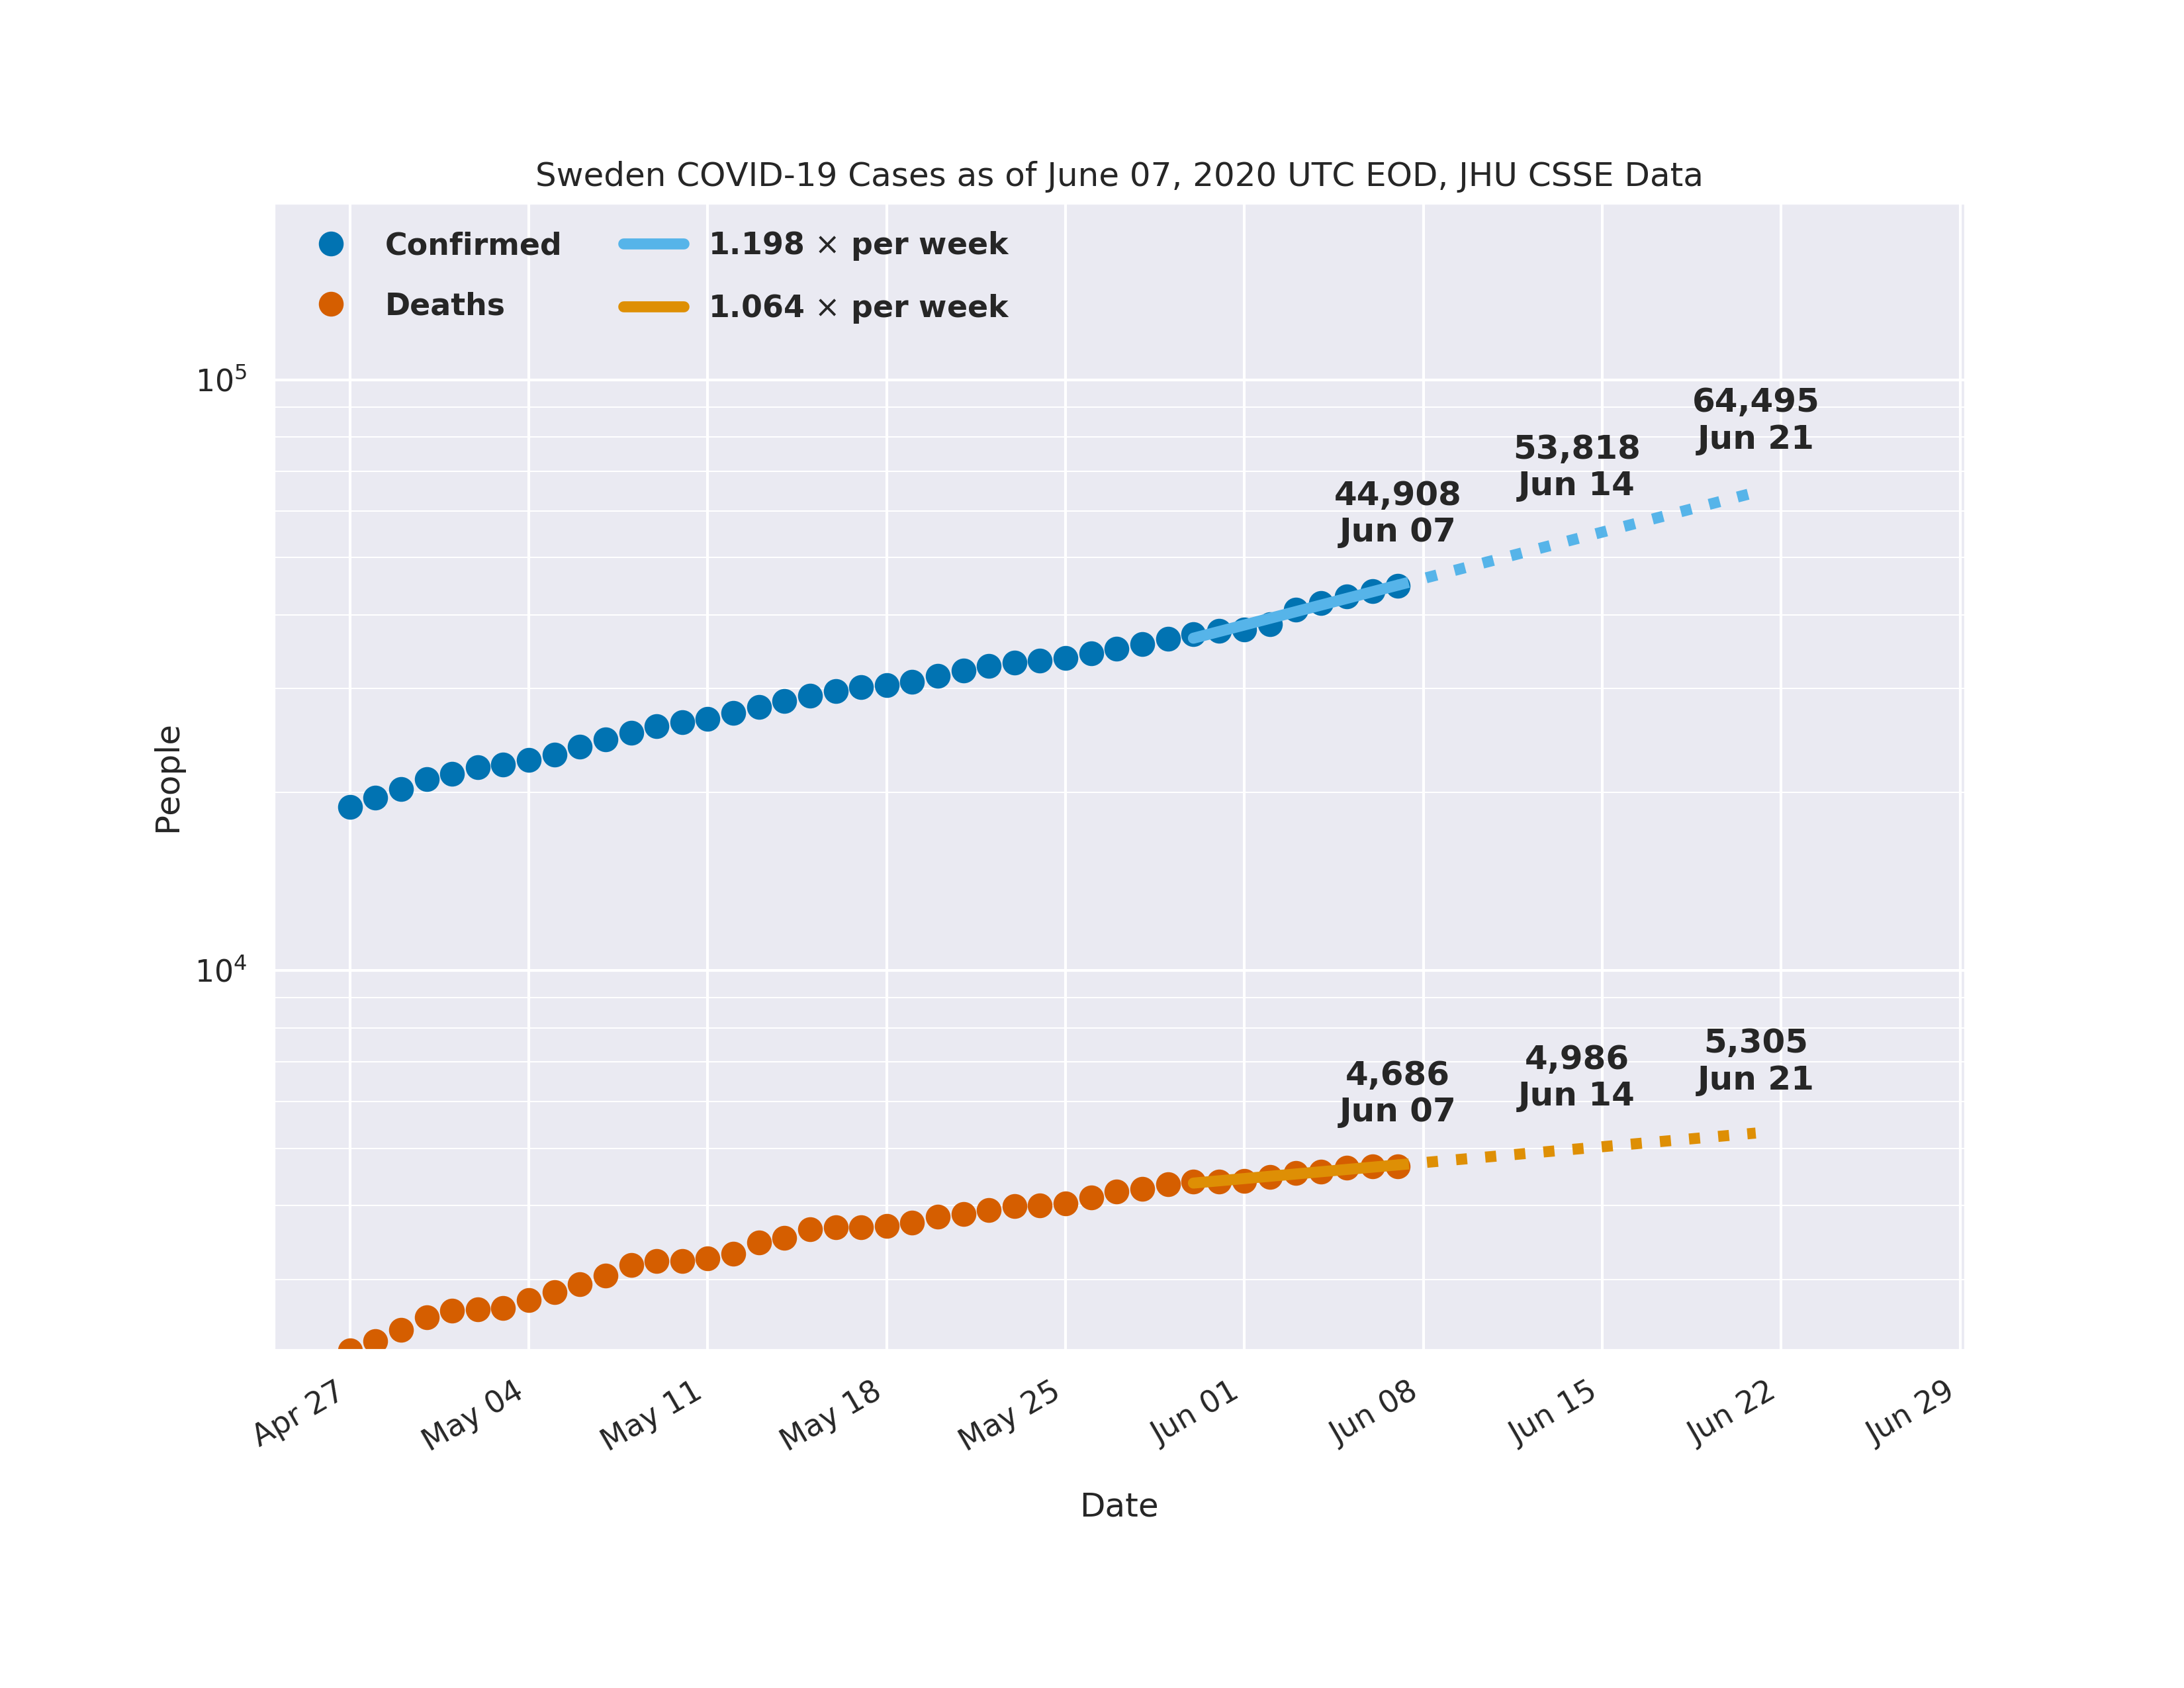 Sweden COVID-19 Cases as of June 07, 2020 UTC EOD, JHU CSSE Data
Confirmed
Deaths
1.198 × per week
1.064 × per week
10⁵
10⁴
People
64,495
Jun 21
53,818
Jun 14
44,908
Jun 07
5,305
Jun 21
4,986
Jun 14
4,686
Jun 07
Apr 27
May 04
May 11
May 18
May 25
Jun 01
Jun 08
Jun 15
Jun 22
Jun 29
Date